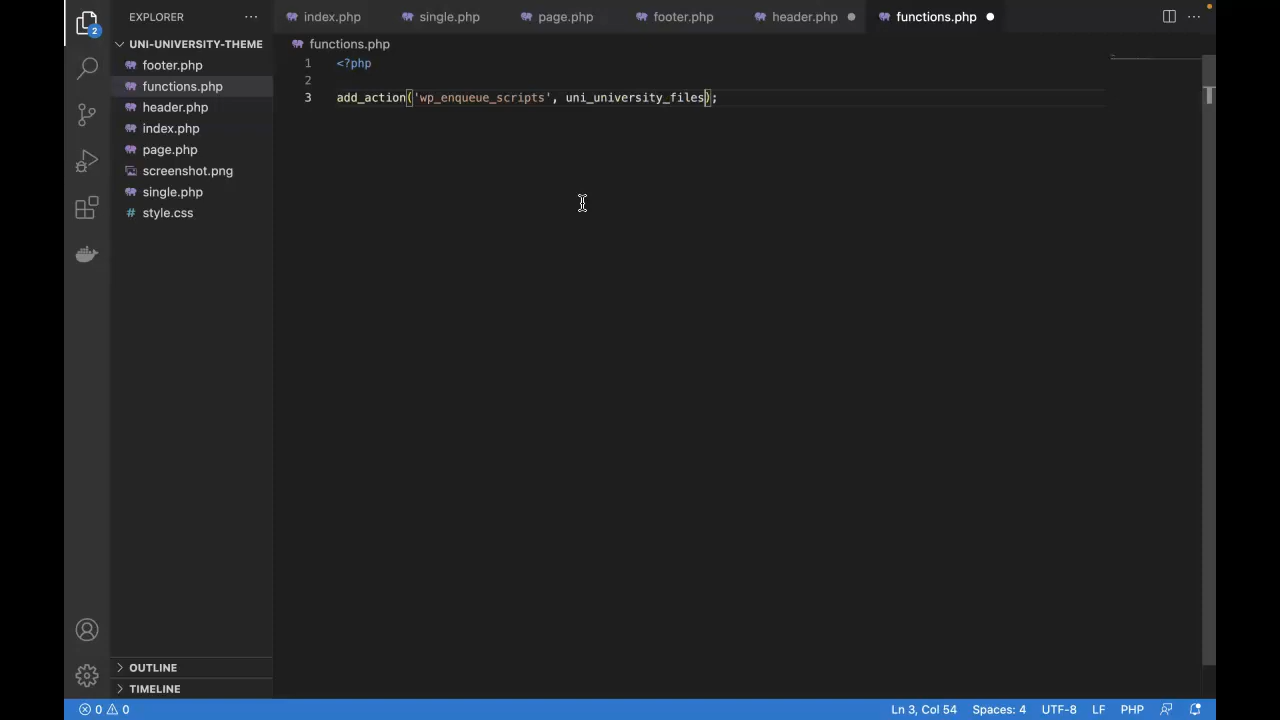 EXPLORER
UNI-UNIVERSITY-THEME
footer.php
functions.php
header.php
index.php
page.php
screenshot.png
single.php
# style.css
OUTLINE
TIMELINE
2
index.php single.php page.php footer.php header.php functions.php
functions.php
1 <?php
2
3 add_action('wp_enqueue_scripts', uni_university_files);
0 0 Ln 3, Col 54 Spaces: 4 UTF-8 LF PHP